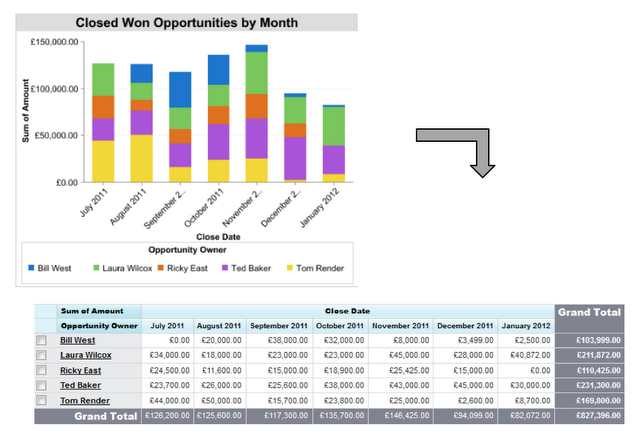 Closed Won Opportunities by Month
Sum of Amount
£150,000.00
£100,000.00
£50,000.00
£0.00
July 2011
August 2011
September 2..
October 2011
November 2..
December 2..
January 2012
Close Date
Opportunity Owner
Bill West Laura Wilcox Ricky East Ted Baker Tom Render
Sum of Amount Close Date Grand Total
Opportunity Owner July 2011 August 2011 September 2011 October 2011 November 2011 December 2011 January 2012
Bill West £0.00 £20,000.00 £38,000.00 £32,000.00 £8,000.00 £3,499.00 £2,500.00 £103,999.00
Laura Wilcox £34,000.00 £18,000.00 £23,000.00 £23,000.00 £45,000.00 £28,000.00 £40,872.00 £211,872.00
Ricky East £24,500.00 £11,600.00 £15,000.00 £18,900.00 £25,425.00 £15,000.00 £0.00 £110,425.00
Ted Baker £23,700.00 £26,000.00 £25,600.00 £38,000.00 £43,000.00 £45,000.00 £30,000.00 £231,300.00
Tom Render £44,000.00 £50,000.00 £15,700.00 £23,800.00 £25,000.00 £2,600.00 £8,700.00 £169,800.00
Grand Total £126,200.00 £125,600.00 £117,300.00 £135,700.00 £146,425.00 £94,099.00 £82,072.00 £827,396.00